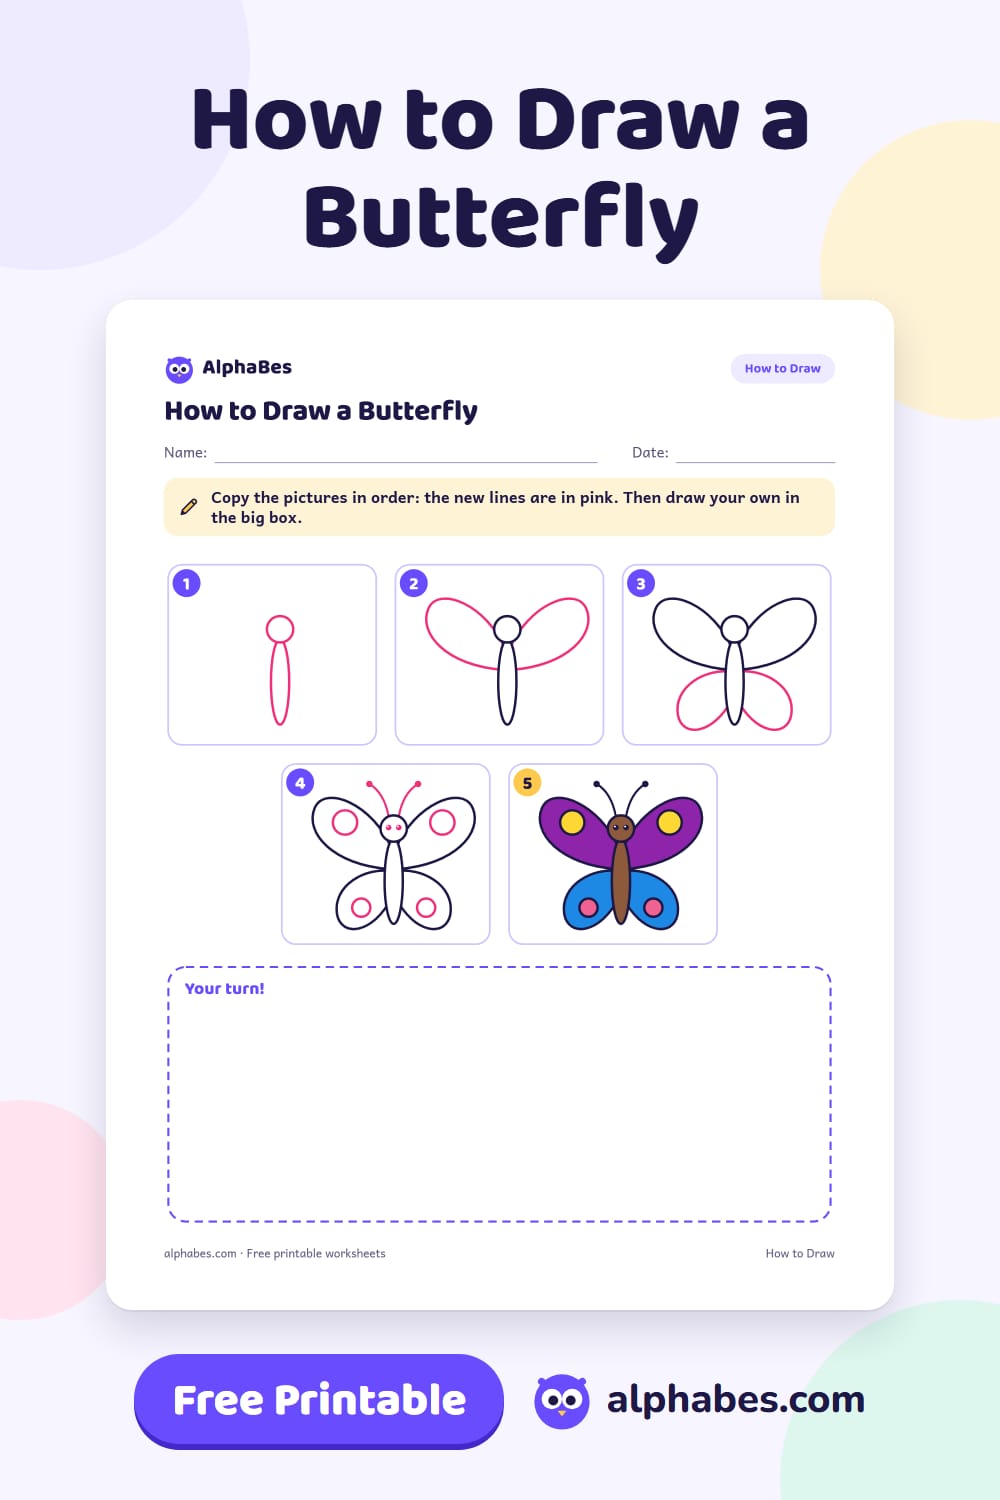 How to Draw a
Butterfly
AlphaBes
How to Draw
How to Draw a Butterfly
Name:
Date:
Copy the pictures in order: the new lines are in pink. Then draw your own in
the big box.
1
2
3
4
5
Your turn!
alphabes.com · Free printable worksheets
How to Draw
Free Printable
alphabes.com